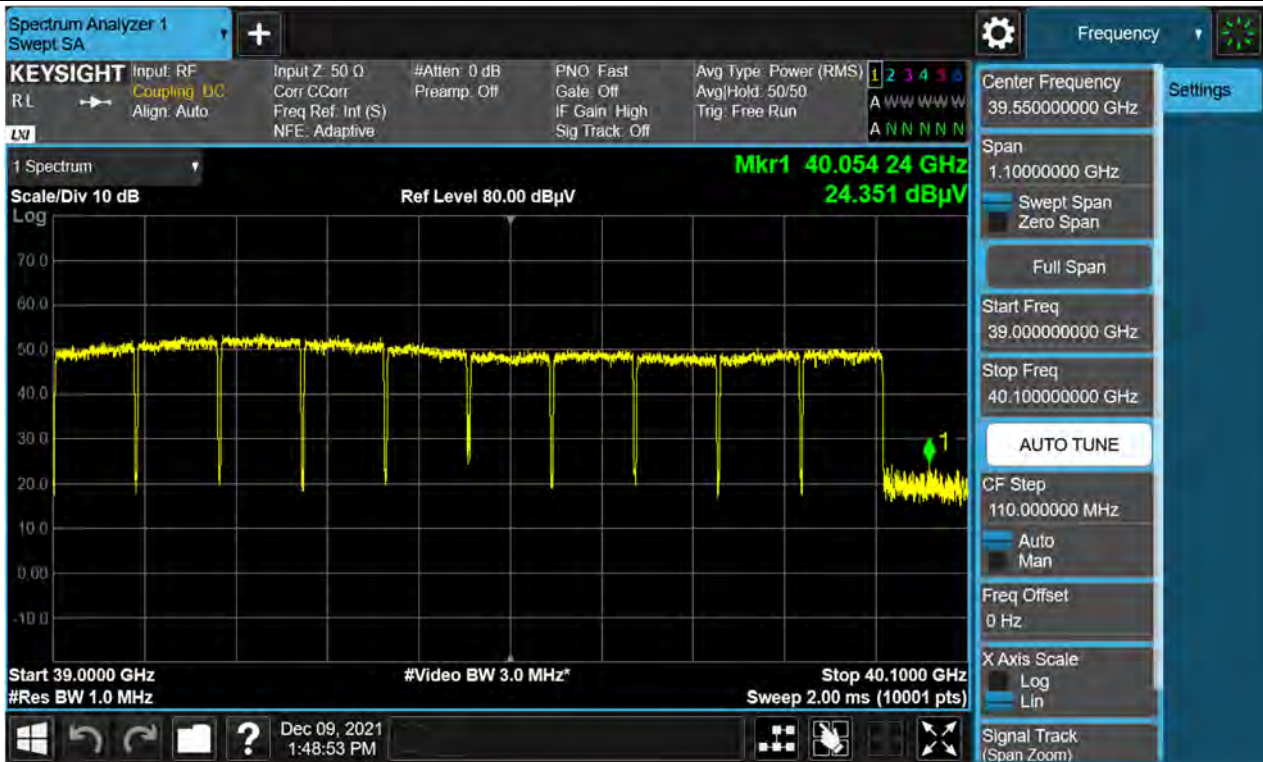 Spectrum Analyzer 1
Swept SA
+
Frequency
KEYSIGHT
RL
LXI
Input: RF
Coupling: DC
Align: Auto
Input Z: 50 Ω
Corr CCorr
Freq Ref: Int (S)
NFE: Adaptive
#Atten: 0 dB
Preamp: Off
PNO: Fast
Gate: Off
IF Gain: High
Sig Track: Off
Avg Type: Power (RMS)
Avg|Hold: 50/50
Trig: Free Run
1 2 3 4 5 6
A W W W W W
A N N N N N
1 Spectrum
Scale/Div 10 dB
Ref Level 80.00 dBµV
Mkr1 40.054 24 GHz
24.351 dBµV
Log
70.0
60.0
50.0
40.0
30.0
20.0
10.0
0.00
-10.0
1
Start 39.0000 GHz
#Res BW 1.0 MHz
#Video BW 3.0 MHz*
Stop 40.1000 GHz
Sweep 2.00 ms (10001 pts)
?
Dec 09, 2021
1:48:53 PM
Center Frequency
39.550000000 GHz
Settings
Span
1.10000000 GHz
Swept Span
Zero Span
Full Span
Start Freq
39.000000000 GHz
Stop Freq
40.100000000 GHz
AUTO TUNE
CF Step
110.000000 MHz
Auto
Man
Freq Offset
0 Hz
X Axis Scale
Log
Lin
Signal Track
(Span Zoom)